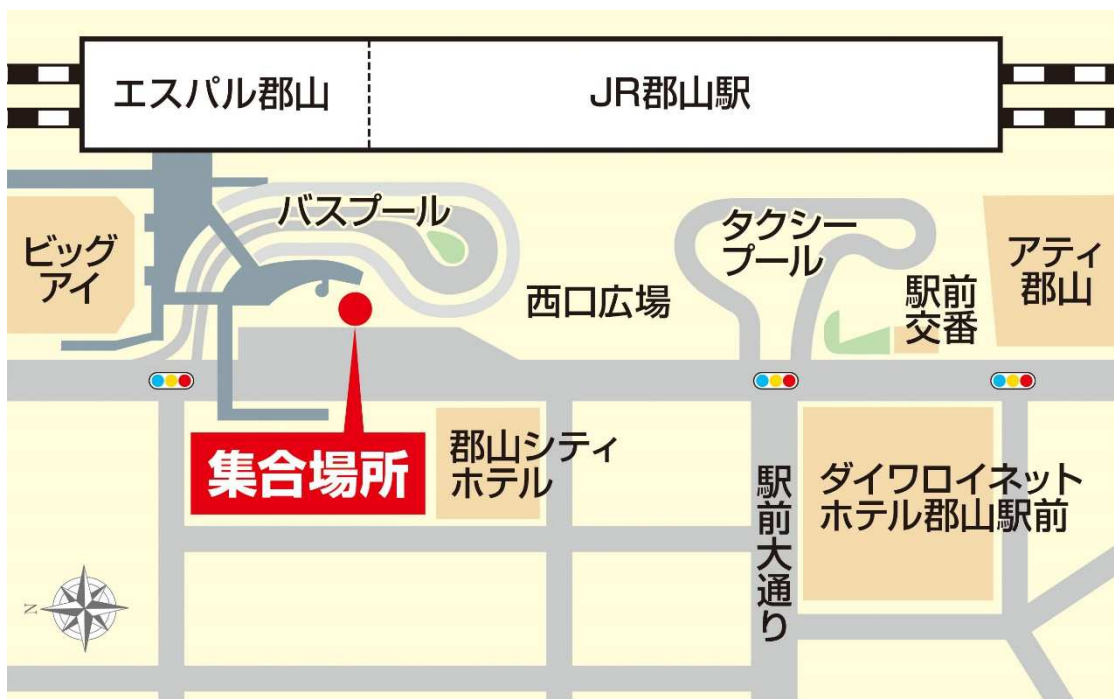 エスパル郡山
JR郡山駅
バスプール
タクシー
プール
ビッグ
アイ
アティ
郡山
西口広場
駅前
交番
集合場所
郡山シティ
ホテル
駅前大通り
ダイワロイネット
ホテル郡山駅前
N